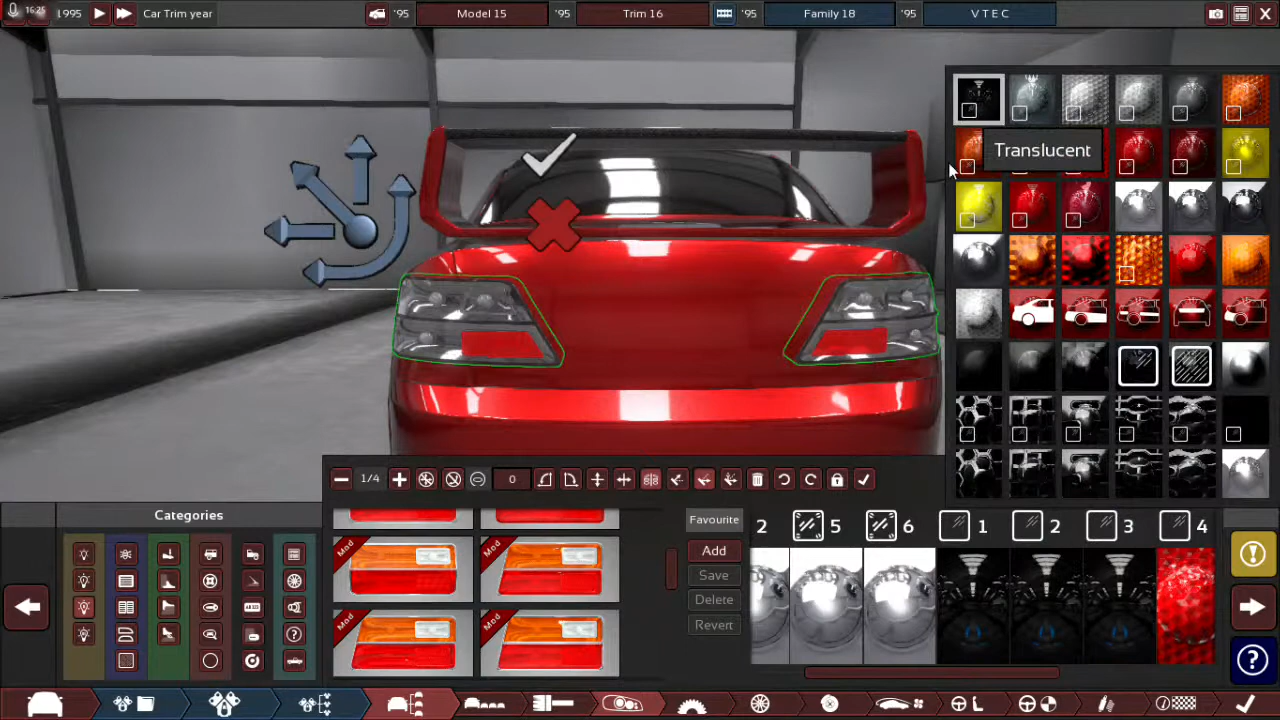 16:25
1995
Car Trim year
'95
Model 15
'95
Trim 16
'95
Family 18
'95
VTEC
Translucent
1/4
0
Categories
Favourite
Add
Save
Delete
Revert
2
5
6
1
2
3
4
Mod
Mod
Mod
Mod